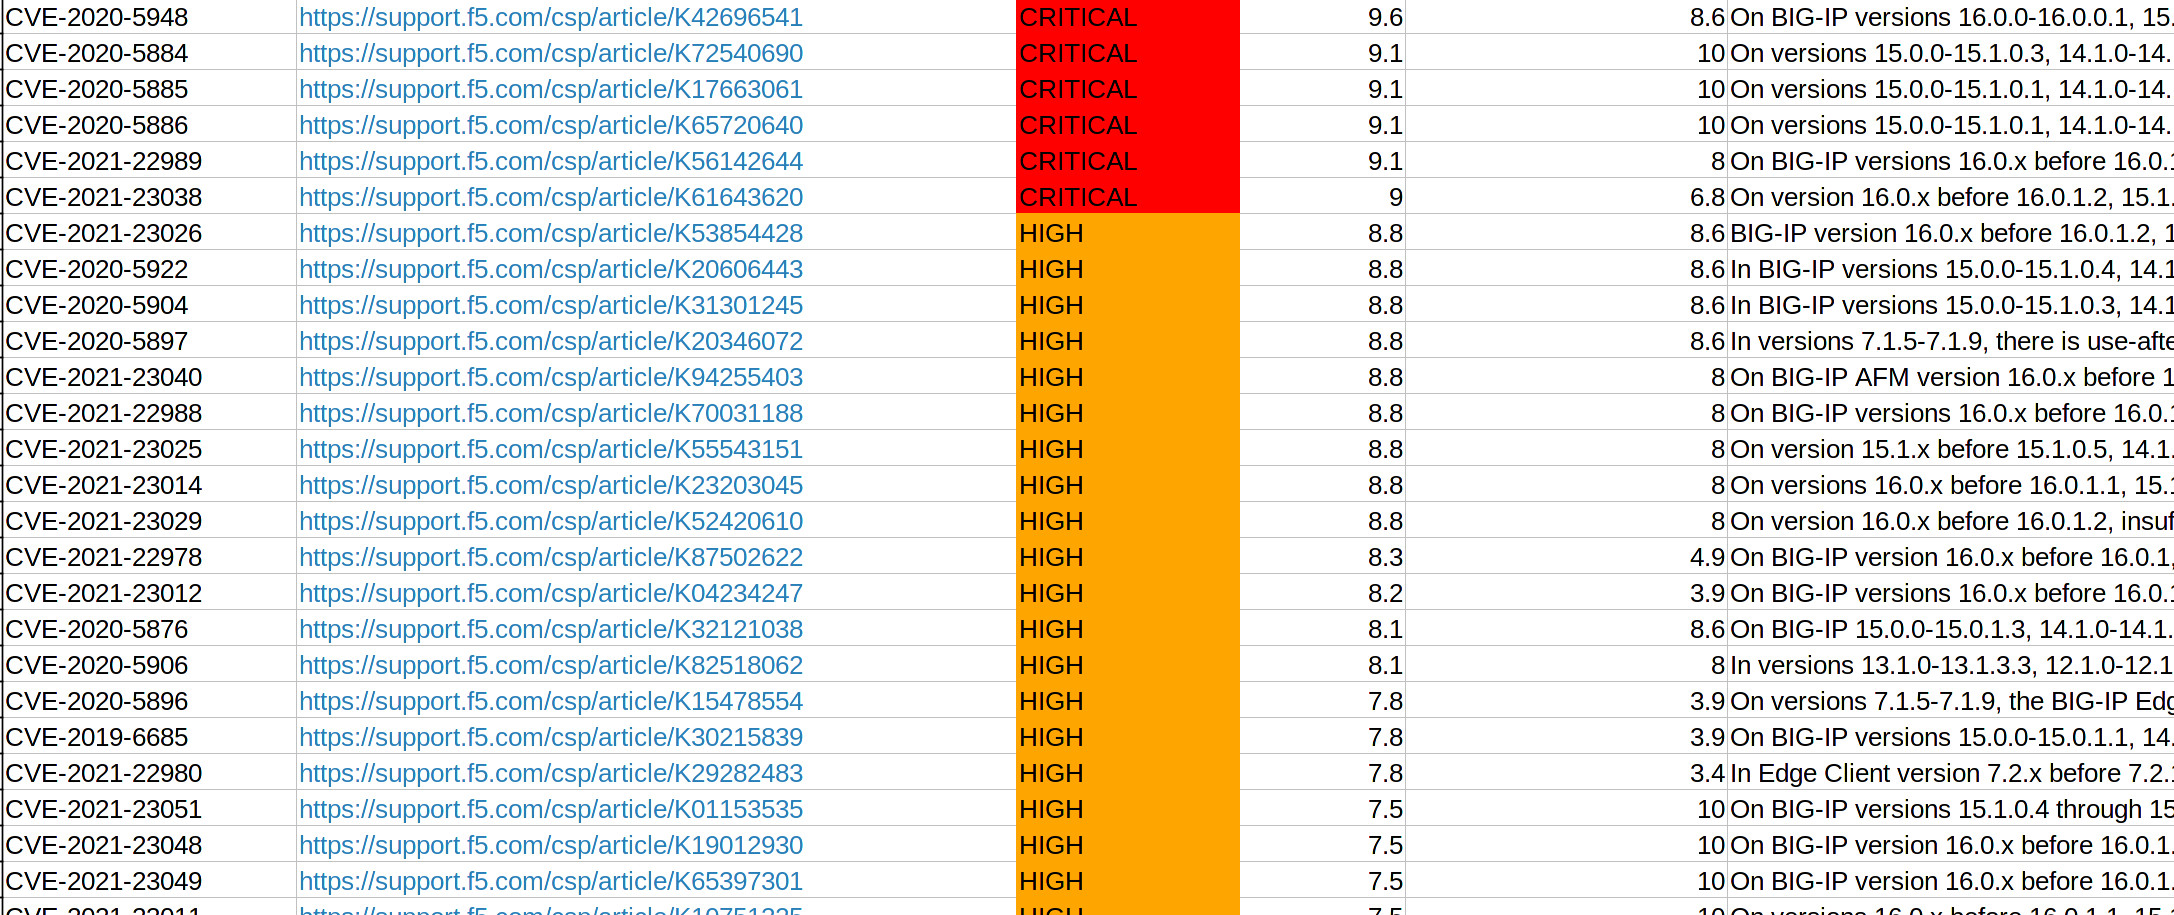 CVE-2020-5948 https://support.f5.com/csp/article/K42696541 CRITICAL 9.6 8.6 On BIG-IP versions 16.0.0-16.0.0.1, 15.
CVE-2020-5884 https://support.f5.com/csp/article/K72540690 CRITICAL 9.1 10 On versions 15.0.0-15.1.0.3, 14.1.0-14.
CVE-2020-5885 https://support.f5.com/csp/article/K17663061 CRITICAL 9.1 10 On versions 15.0.0-15.1.0.1, 14.1.0-14.
CVE-2020-5886 https://support.f5.com/csp/article/K65720640 CRITICAL 9.1 10 On versions 15.0.0-15.1.0.1, 14.1.0-14.
CVE-2021-22989 https://support.f5.com/csp/article/K56142644 CRITICAL 9.1 8 On BIG-IP versions 16.0.x before 16.0.1
CVE-2021-23038 https://support.f5.com/csp/article/K61643620 CRITICAL 9 6.8 On version 16.0.x before 16.0.1.2, 15.1.
CVE-2021-23026 https://support.f5.com/csp/article/K53854428 HIGH 8.8 8.6 BIG-IP version 16.0.x before 16.0.1.2, 1
CVE-2020-5922 https://support.f5.com/csp/article/K20606443 HIGH 8.8 8.6 In BIG-IP versions 15.0.0-15.1.0.4, 14.1
CVE-2020-5904 https://support.f5.com/csp/article/K31301245 HIGH 8.8 8.6 In BIG-IP versions 15.0.0-15.1.0.3, 14.1
CVE-2020-5897 https://support.f5.com/csp/article/K20346072 HIGH 8.8 8.6 In versions 7.1.5-7.1.9, there is use-afte
CVE-2021-23040 https://support.f5.com/csp/article/K94255403 HIGH 8.8 8 On BIG-IP AFM version 16.0.x before 1
CVE-2021-22988 https://support.f5.com/csp/article/K70031188 HIGH 8.8 8 On BIG-IP versions 16.0.x before 16.0.1
CVE-2021-23025 https://support.f5.com/csp/article/K55543151 HIGH 8.8 8 On version 15.1.x before 15.1.0.5, 14.1.
CVE-2021-23014 https://support.f5.com/csp/article/K23203045 HIGH 8.8 8 On versions 16.0.x before 16.0.1.1, 15.1
CVE-2021-23029 https://support.f5.com/csp/article/K52420610 HIGH 8.8 8 On version 16.0.x before 16.0.1.2, insuf
CVE-2021-22978 https://support.f5.com/csp/article/K87502622 HIGH 8.3 4.9 On BIG-IP version 16.0.x before 16.0.1,
CVE-2021-23012 https://support.f5.com/csp/article/K04234247 HIGH 8.2 3.9 On BIG-IP versions 16.0.x before 16.0.1
CVE-2020-5876 https://support.f5.com/csp/article/K32121038 HIGH 8.1 8.6 On BIG-IP 15.0.0-15.0.1.3, 14.1.0-14.1.
CVE-2020-5906 https://support.f5.com/csp/article/K82518062 HIGH 8.1 8 In versions 13.1.0-13.1.3.3, 12.1.0-12.1
CVE-2020-5896 https://support.f5.com/csp/article/K15478554 HIGH 7.8 3.9 On versions 7.1.5-7.1.9, the BIG-IP Edg
CVE-2019-6685 https://support.f5.com/csp/article/K30215839 HIGH 7.8 3.9 On BIG-IP versions 15.0.0-15.0.1.1, 14.
CVE-2021-22980 https://support.f5.com/csp/article/K29282483 HIGH 7.8 3.4 In Edge Client version 7.2.x before 7.2.1
CVE-2021-23051 https://support.f5.com/csp/article/K01153535 HIGH 7.5 10 On BIG-IP versions 15.1.0.4 through 15
CVE-2021-23048 https://support.f5.com/csp/article/K19012930 HIGH 7.5 10 On BIG-IP version 16.0.x before 16.0.1.
CVE-2021-23049 https://support.f5.com/csp/article/K65397301 HIGH 7.5 10 On BIG-IP version 16.0.x before 16.0.1.
HIGH 7.5 10 On versions 16.0.x before 16.0.1.1, 15.